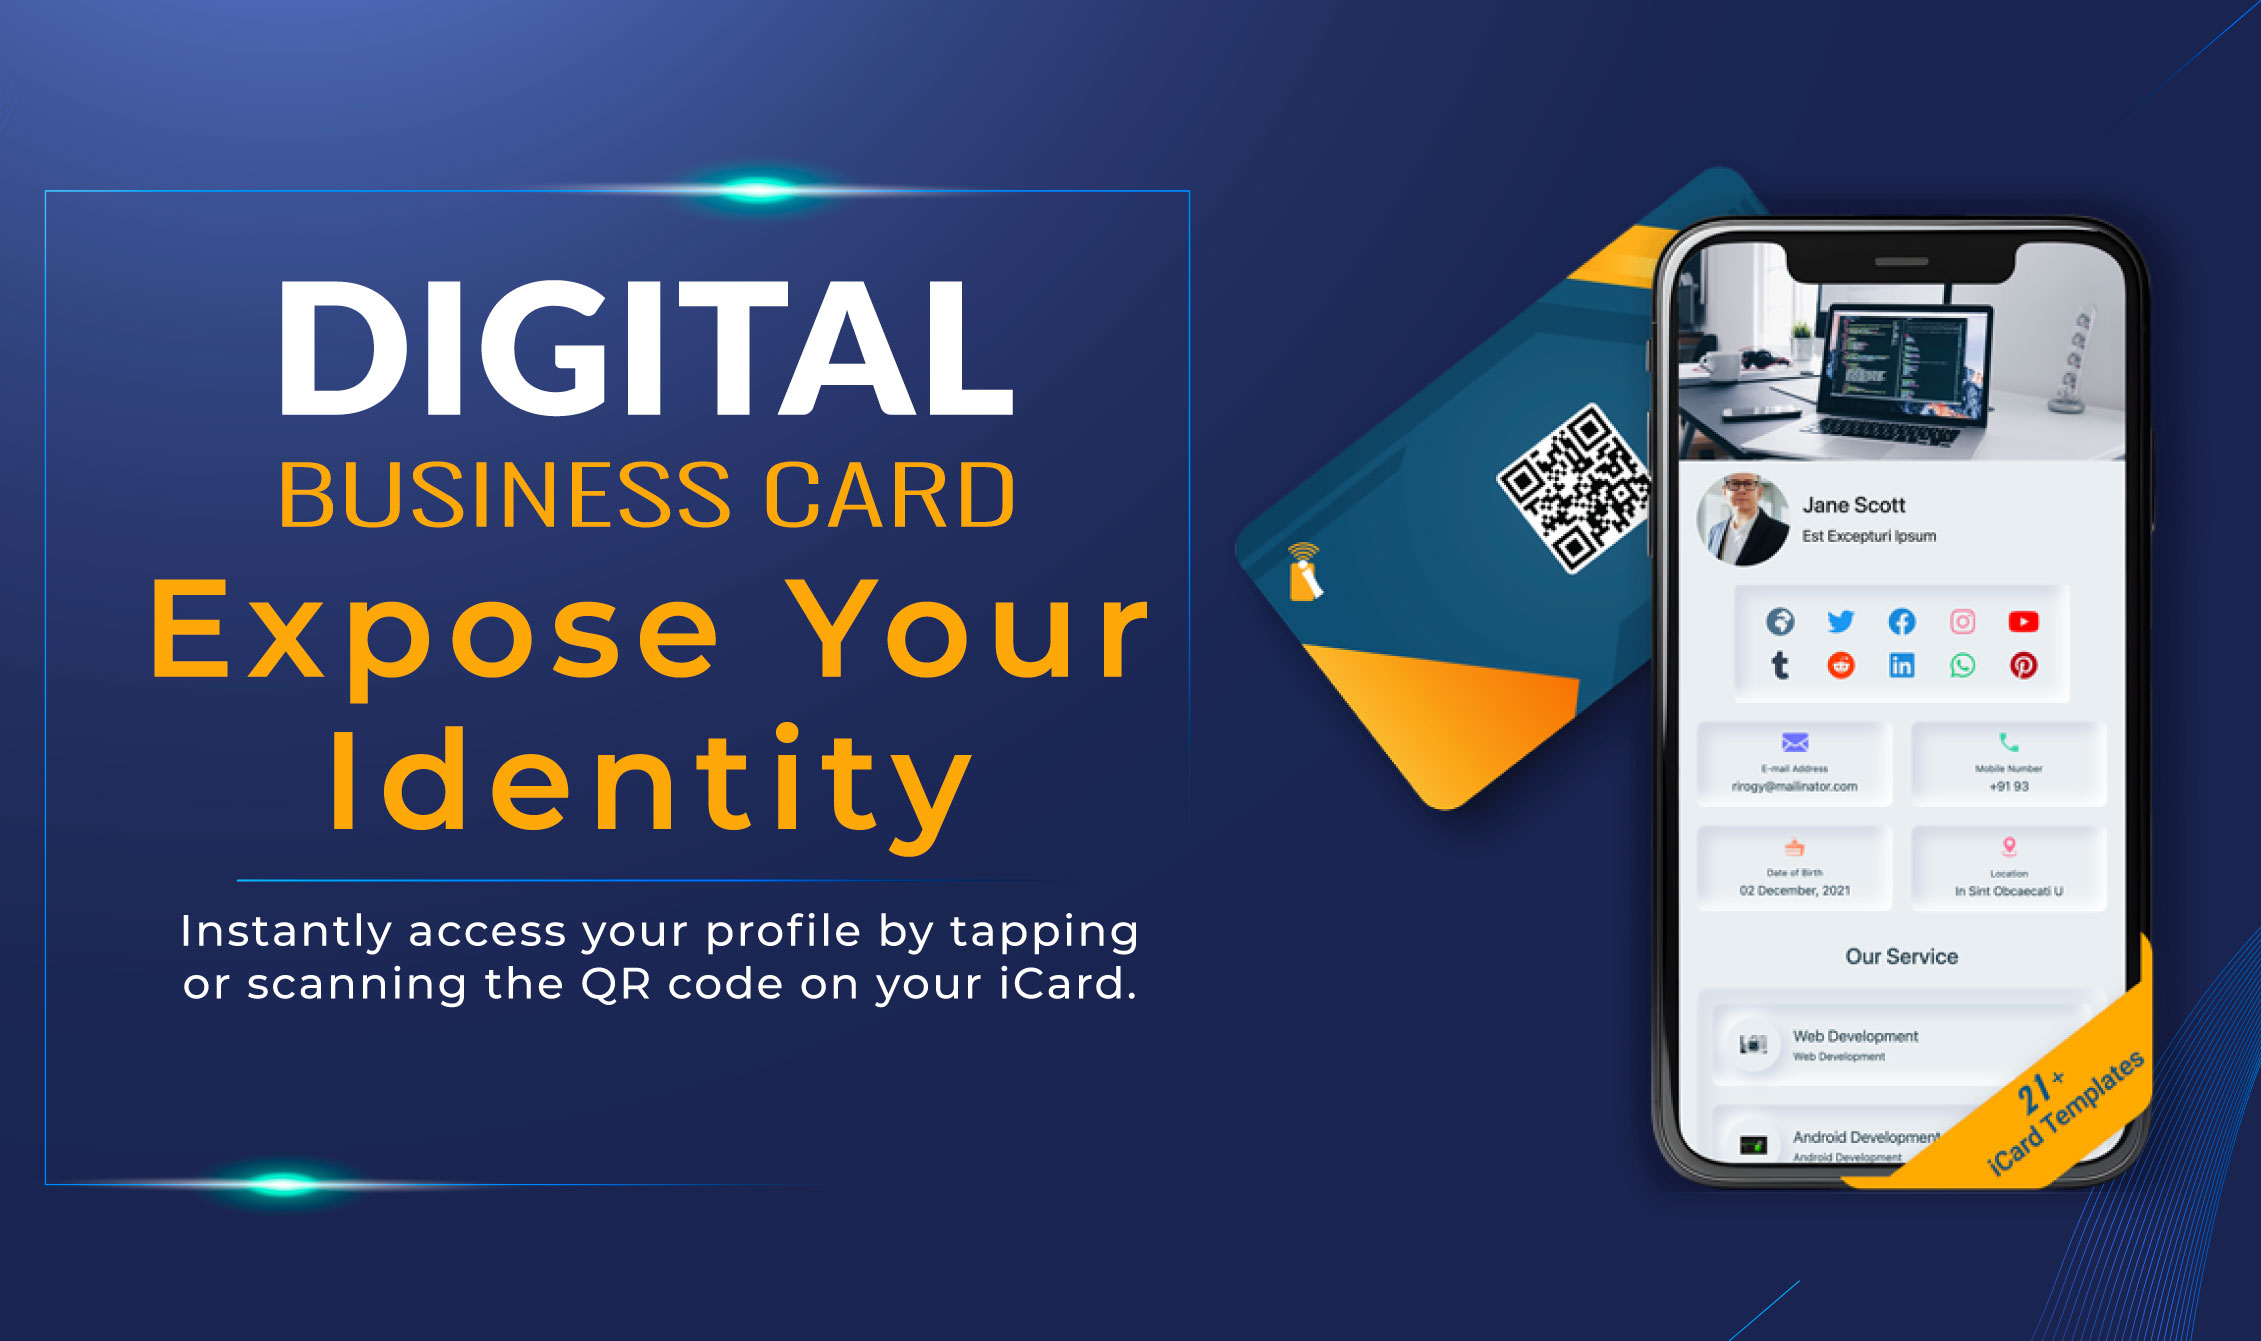 DIGITAL
BUSINESS CARD
Expose Your
Identity
Instantly access your profile by tapping
or scanning the QR code on your iCard.
Jane Scott
Est Excepturi Ipsum
E-mail Address
rirogy@mailinator.com
Mobile Number
+91 93
Date of Birth
02 December, 2021
Location
In Sint Obcaecati U
Our Service
Web Development
Web Development
Android Development
Android Development
21+
iCard Templates